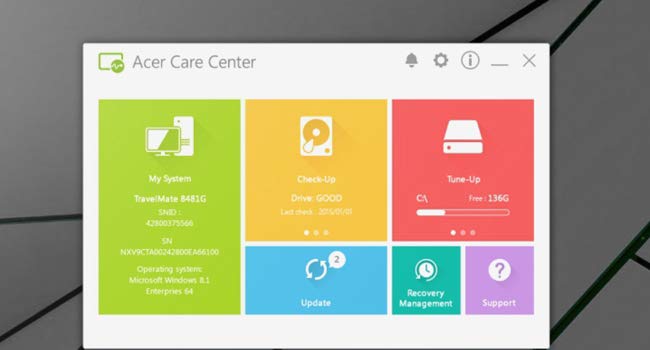 Acer Care Center
My System
TravelMate 8481G
SNID :
42800375566
SN
NXV9CTA00242800EA66100
Operating system:
Microsoft Windows 8.1
Enterpries 64
Check-Up
Drive: GOOD
Last check : 2015/01/01
Tune-Up
C:\ Free : 136G
2
Update
Recovery
Management
?
Support